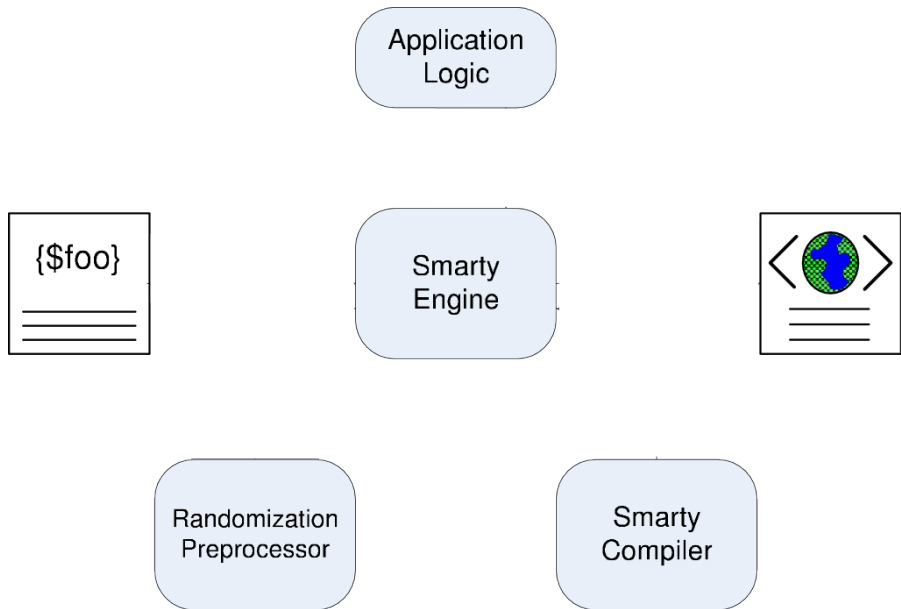 Application
Logic
{$foo}
Smarty
Engine
Randomization
Preprocessor
Smarty
Compiler